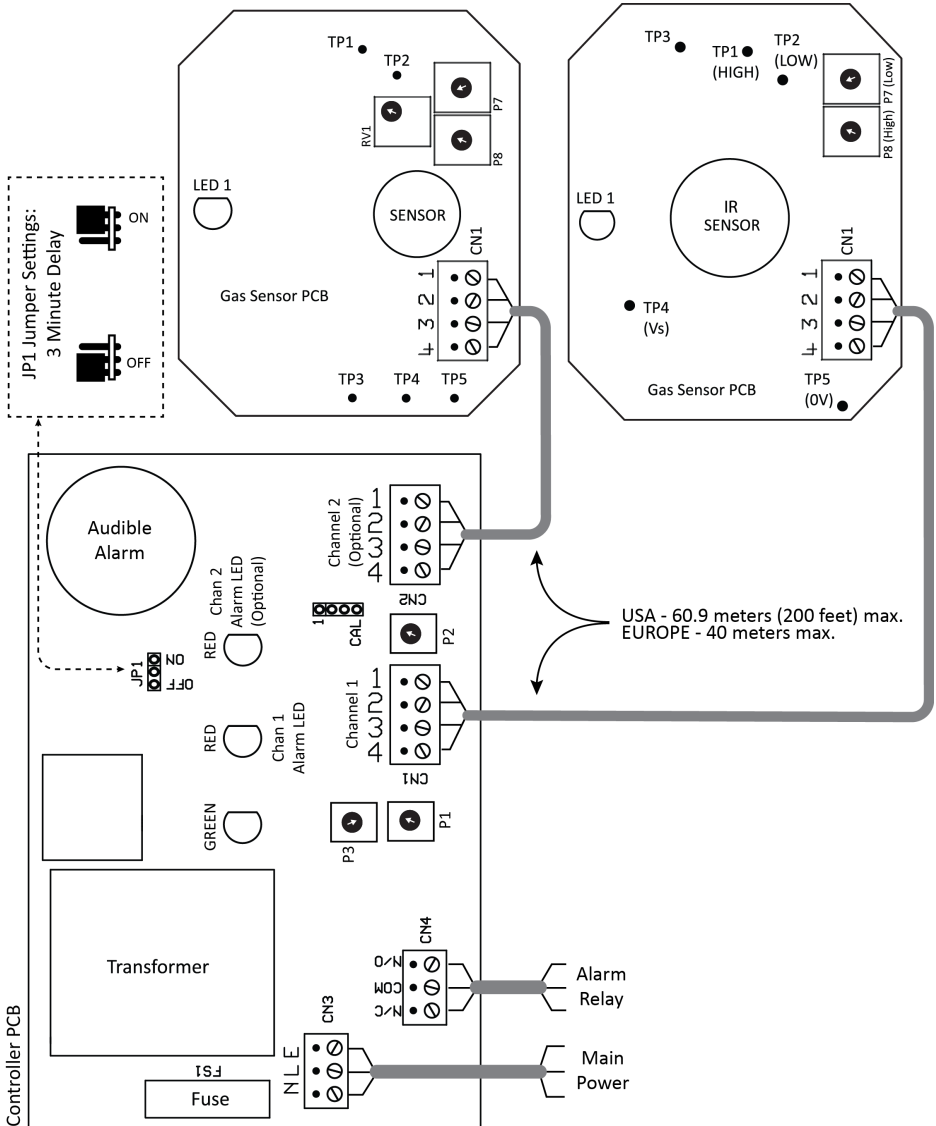 TP1
TP2
RV1
P7
P8
LED 1
SENSOR
CN1
1
2
3
4
Gas Sensor PCB
TP3
TP4
TP5
TP3
TP1
(HIGH)
TP2
(LOW)
P7 (Low)
P8 (High)
LED 1
IR
SENSOR
CN1
1
2
3
4
TP4
(Vs)
Gas Sensor PCB
TP5
(0V)
JP1 Jumper Settings:
3 Minute Delay
ON
OFF
Audible
Alarm
Chan 2
Alarm LED
(Optional)
RED
JP1
ON
OFF
Channel 2
(Optional)
1
2
3
4
CN2
1
CAL
P2
USA - 60.9 meters (200 feet) max.
EUROPE - 40 meters max.
RED
Chan 1
Alarm LED
Channel 1
1
2
3
4
CN1
GREEN
P3
P1
Transformer
CN4
N/O
COM
N/C
Alarm
Relay
CN3
E
L
N
Main
Power
FS1
Fuse
Controller PCB